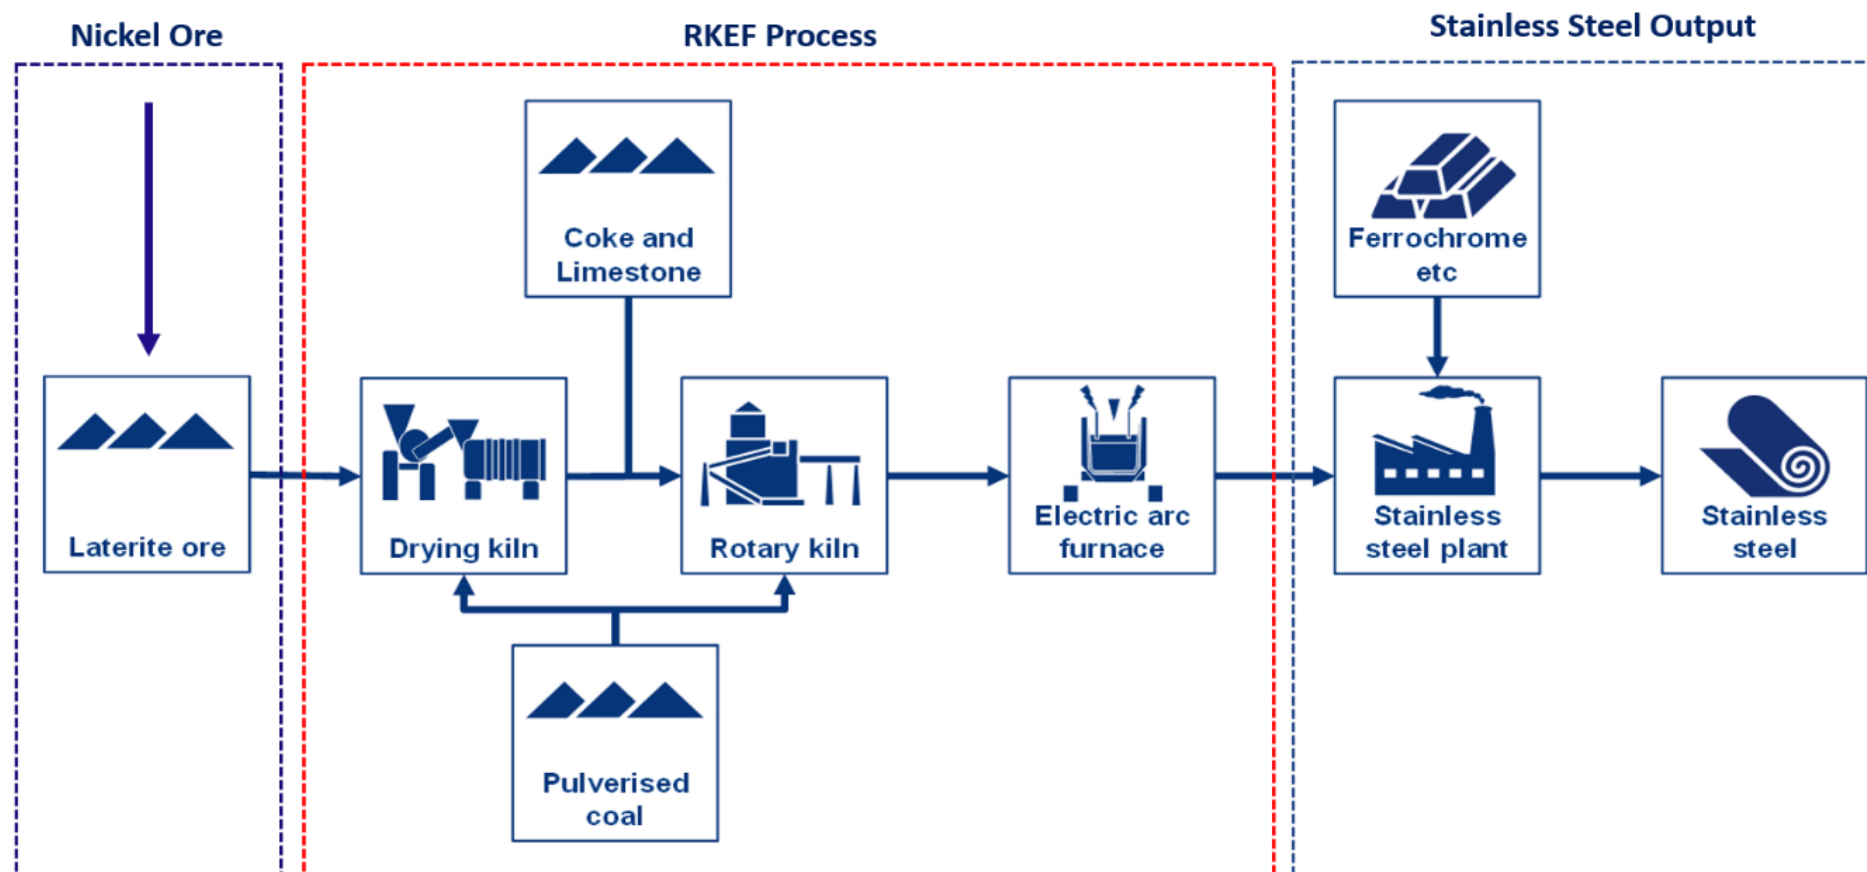 Nickel Ore
RKEF Process
Stainless Steel Output
Coke and
Limestone
Ferrochrome
etc
Laterite ore
Drying kiln
Rotary kiln
Electric arc
furnace
Stainless
steel plant
Stainless
steel
Pulverised
coal